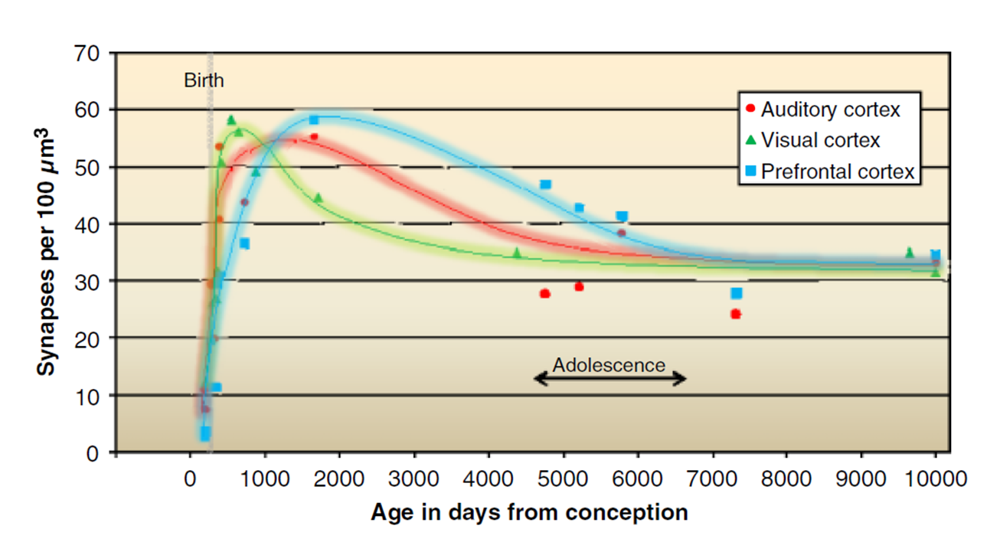 70
60
50
40
30
20
10
0
Synapses per 100 μm3
Birth
Auditory cortex
Visual cortex
Prefrontal cortex
Adolescence
0 1000 2000 3000 4000 5000 6000 7000 8000 9000 10000
Age in days from conception